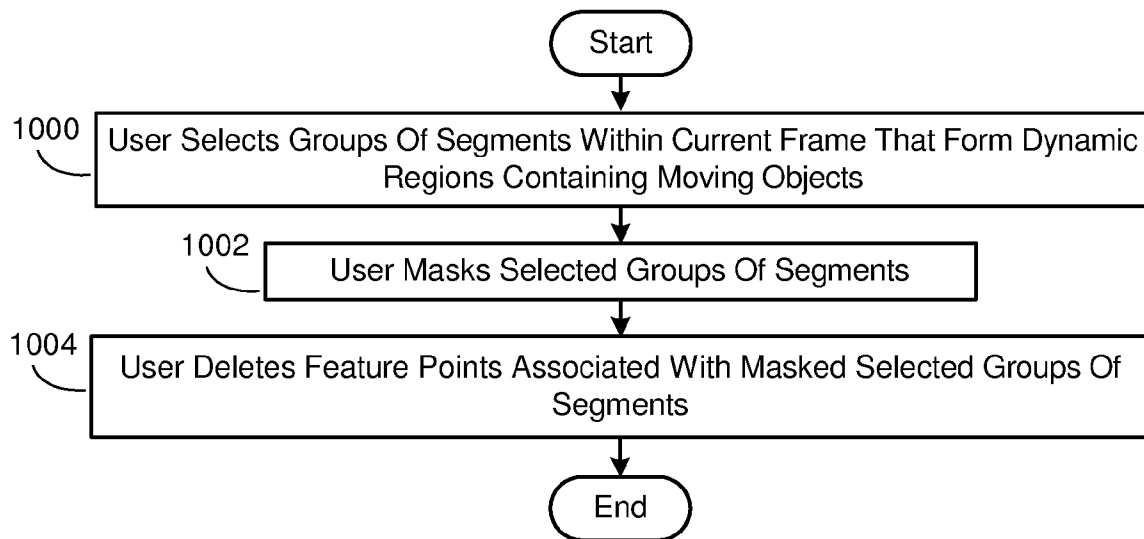 Start
1000
User Selects Groups Of Segments Within Current Frame That Form Dynamic
Regions Containing Moving Objects
1002
User Masks Selected Groups Of Segments
1004
User Deletes Feature Points Associated With Masked Selected Groups Of
Segments
End